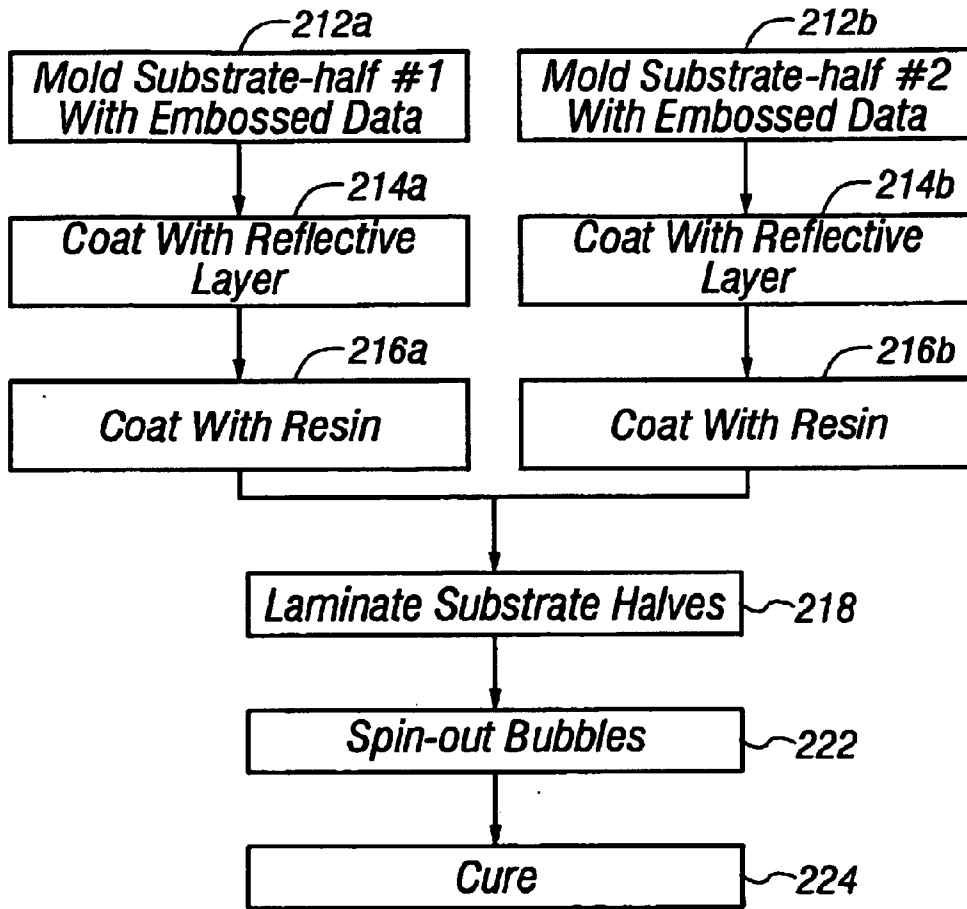 212a
Mold Substrate-half #1
With Embossed Data
212b
Mold Substrate-half #2
With Embossed Data
214a
Coat With Reflective
Layer
214b
Coat With Reflective
Layer
216a
Coat With Resin
216b
Coat With Resin
Laminate Substrate Halves
218
Spin-out Bubbles
222
Cure
224